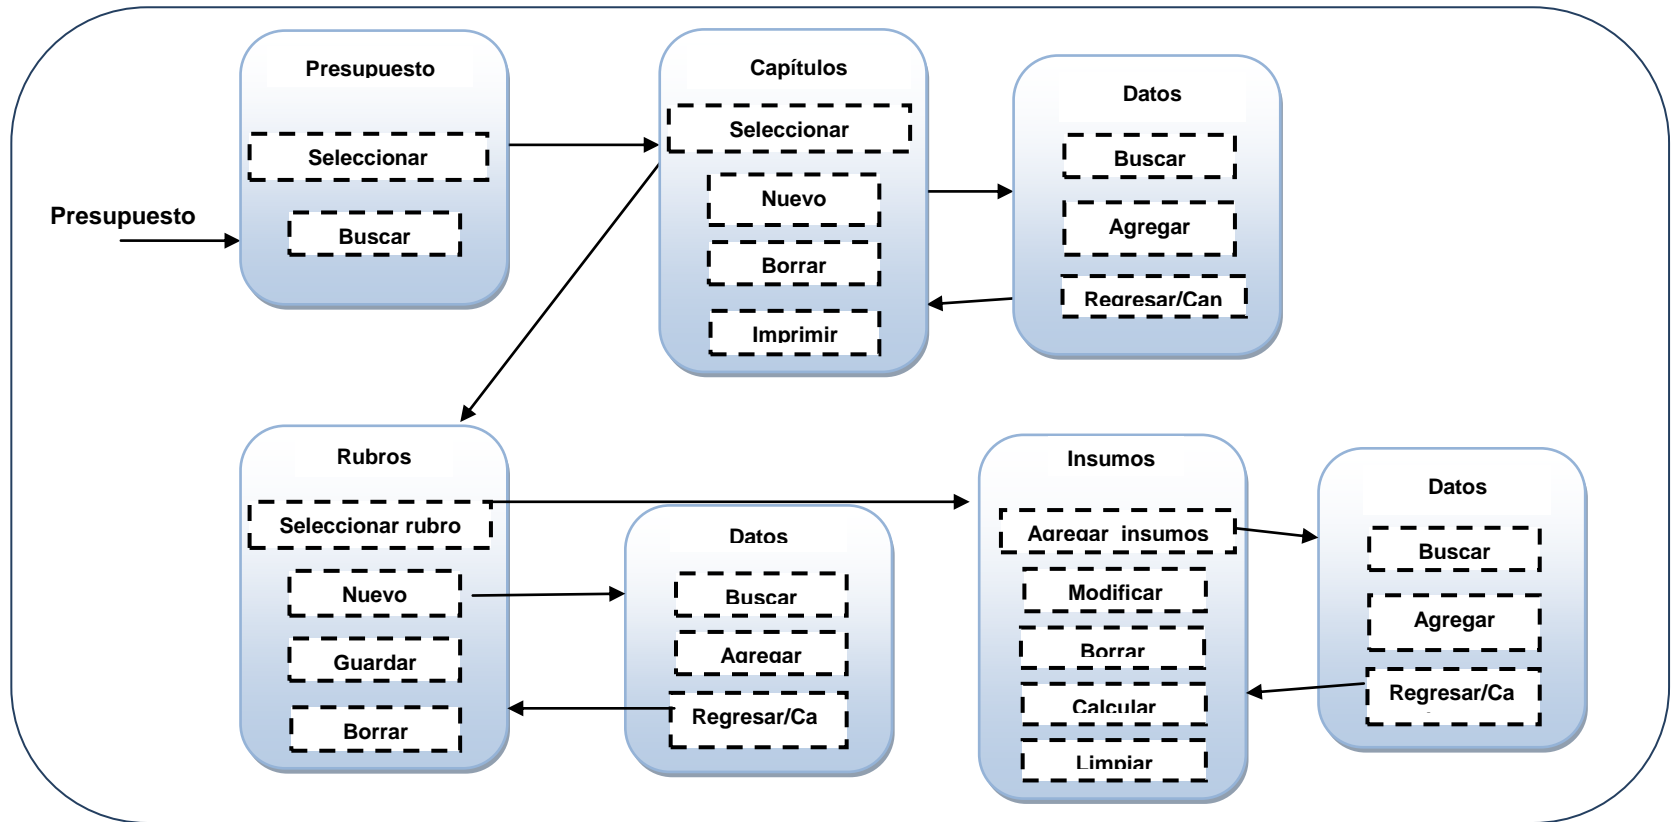 Presupuesto
Presupuesto
Seleccionar
Buscar
Capítulos
Seleccionar
Nuevo
Borrar
Imprimir
Datos
Buscar
Agregar
Regresar/Can
Rubros
Seleccionar rubro
Nuevo
Guardar
Borrar
Datos
Buscar
Agregar
Regresar/Ca
Insumos
Agregar insumos
Modificar
Borrar
Calcular
Limpiar
Datos
Buscar
Agregar
Regresar/Ca